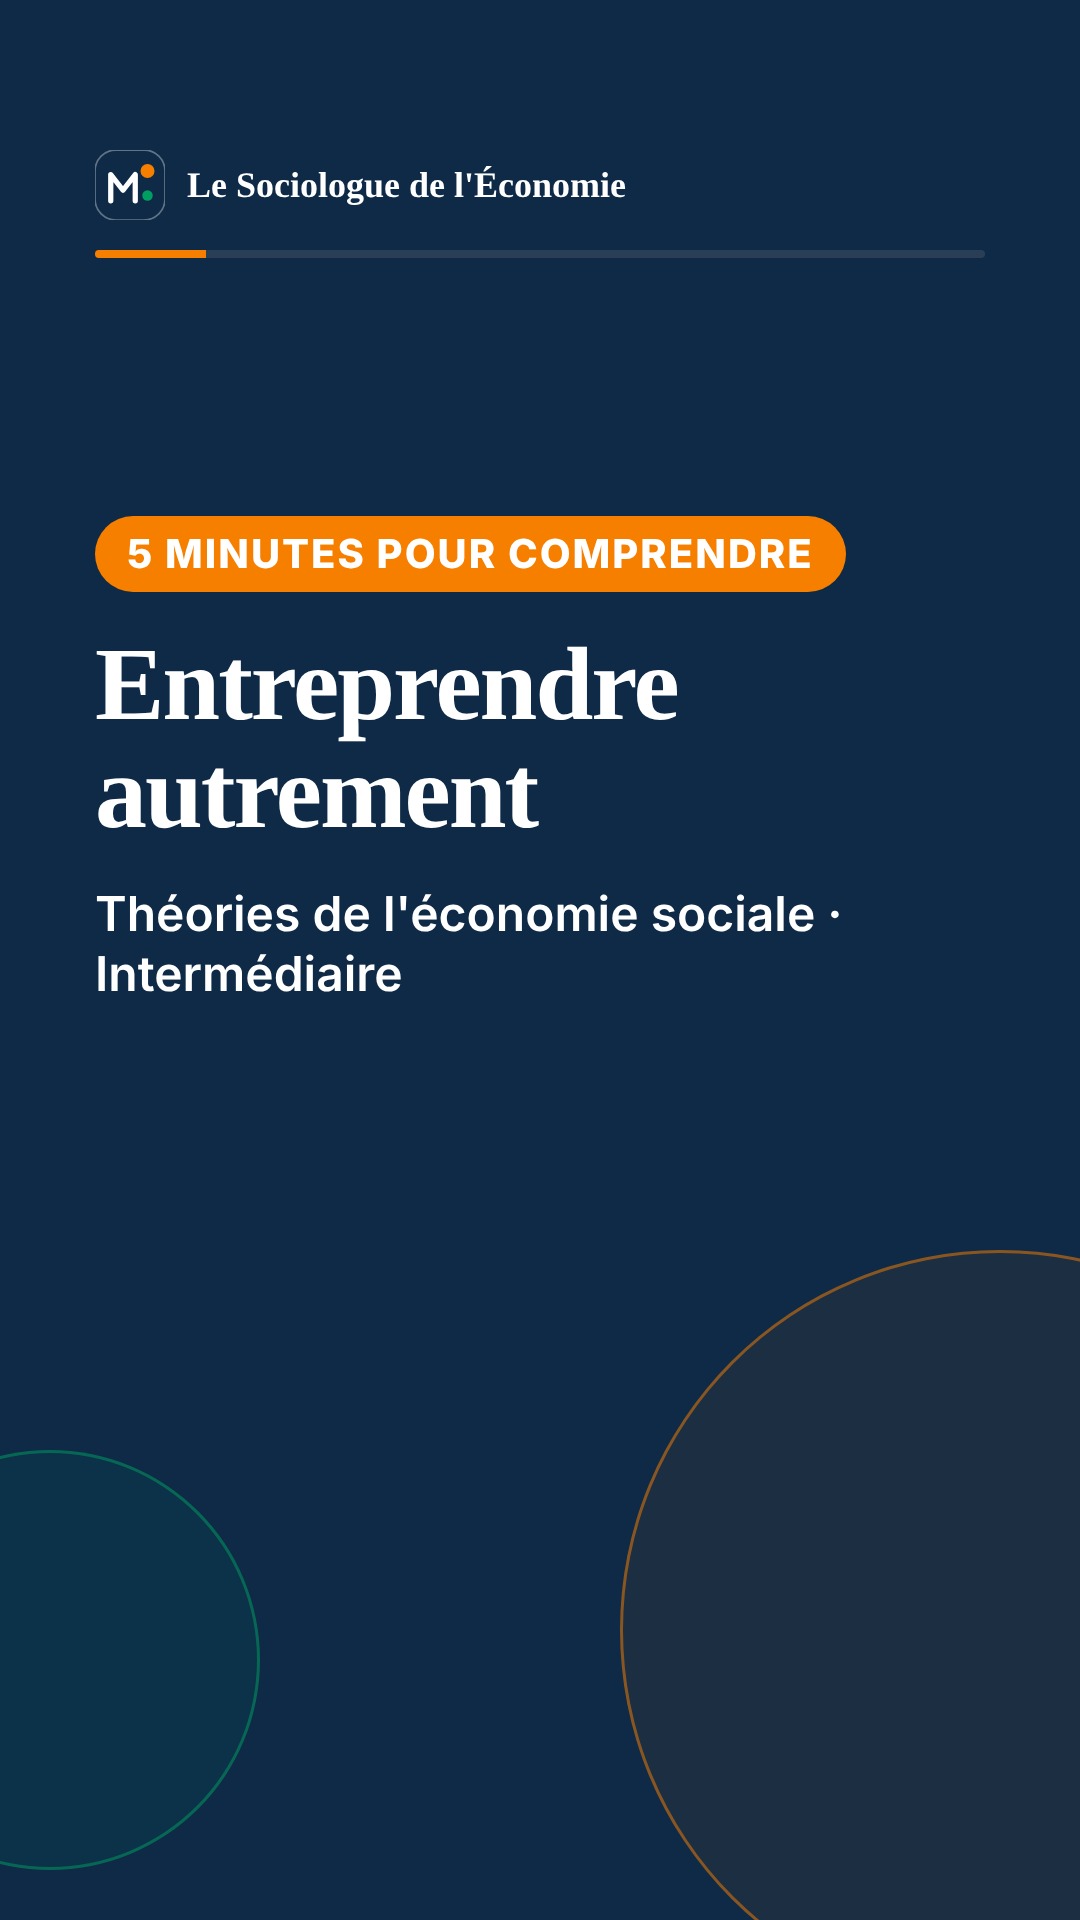 M
Le Sociologue de l'Économie
5 MINUTES POUR COMPRENDRE
Entreprendre
autrement
Théories de l'économie sociale ·
Intermédiaire